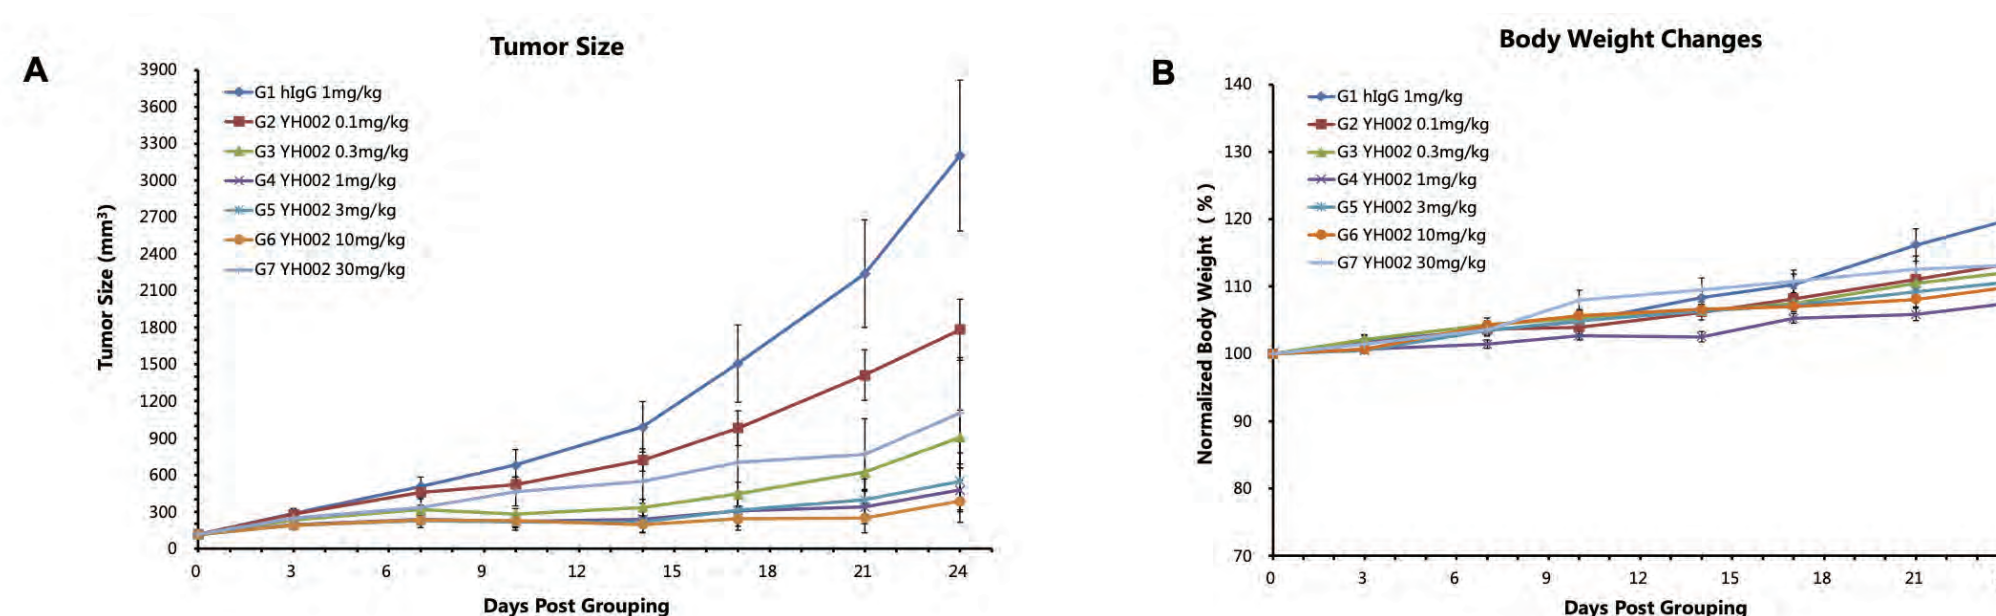 A
Tumor Size
Tumor Size (mm³)
3900
3600
3300
3000
2700
2400
2100
1800
1500
1200
900
600
300
0
G1 hIgG 1mg/kg
G2 YH002 0.1mg/kg
G3 YH002 0.3mg/kg
G4 YH002 1mg/kg
G5 YH002 3mg/kg
G6 YH002 10mg/kg
G7 YH002 30mg/kg
0 3 6 9 12 15 18 21 24
Days Post Grouping
B
Body Weight Changes
Normalized Body Weight (%)
140
130
120
110
100
90
80
70
G1 hIgG 1mg/kg
G2 YH002 0.1mg/kg
G3 YH002 0.3mg/kg
G4 YH002 1mg/kg
G5 YH002 3mg/kg
G6 YH002 10mg/kg
G7 YH002 30mg/kg
0 3 6 9 12 15 18 21
Days Post Grouping